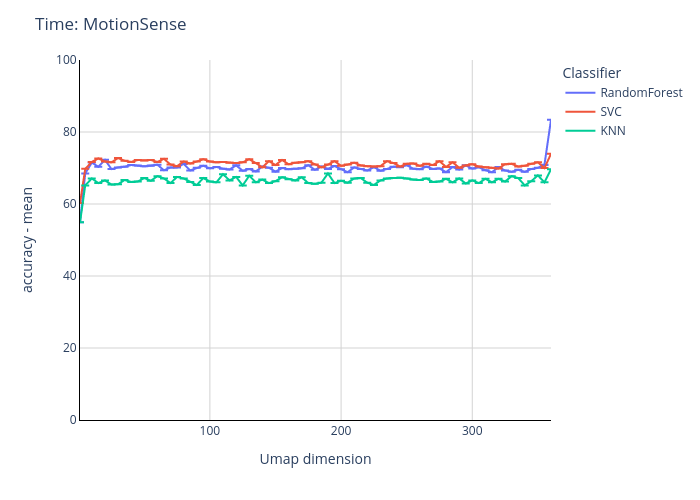 Time: MotionSense
100
80
60
40
20
0
100
200
300
accuracy - mean
Umap dimension
Classifier
RandomForest
SVC
KNN